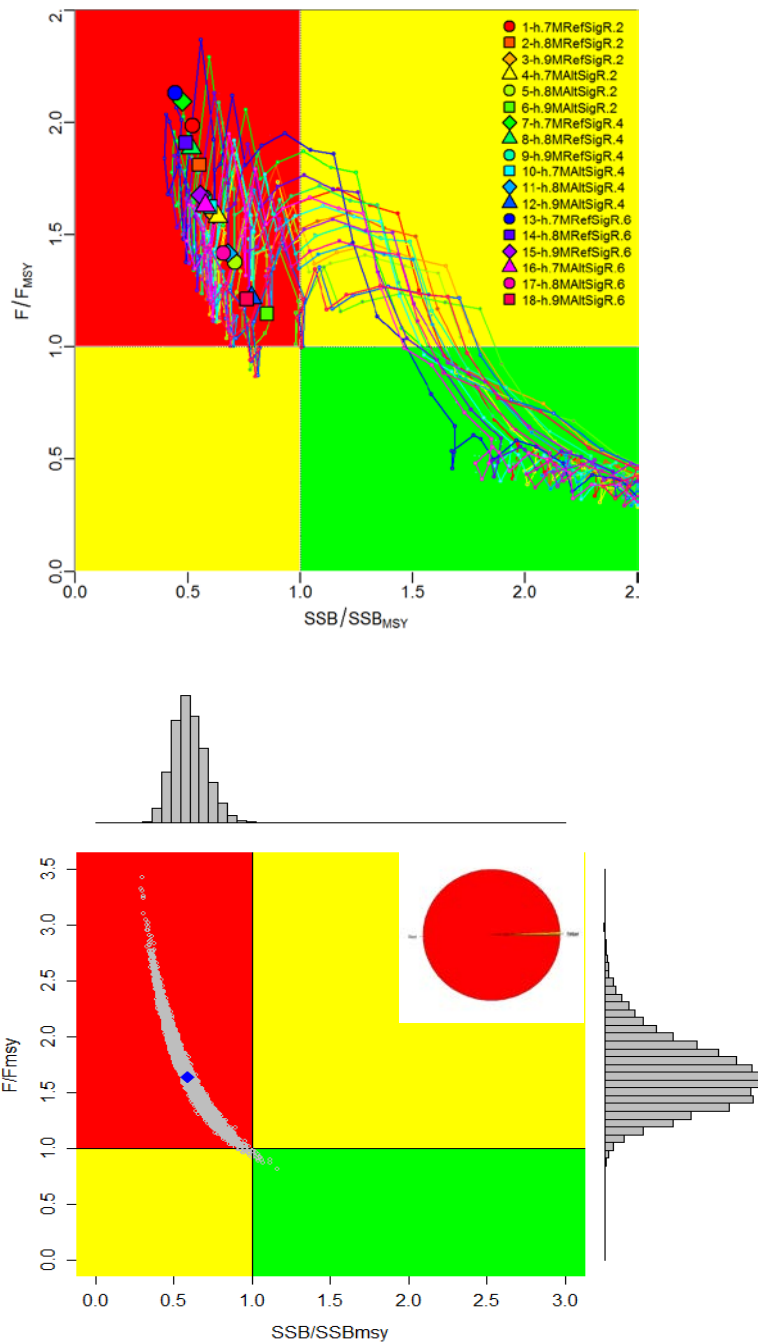 2.
2.0
1.5
1.0
0.5
0.0
F/FMSY
1-h.7MRefSigR.2
2-h.8MRefSigR.2
3-h.9MRefSigR.2
4-h.7MAltSigR.2
5-h.8MAltSigR.2
6-h.9MAltSigR.2
7-h.7MRefSigR.4
8-h.8MRefSigR.4
9-h.9MRefSigR.4
10-h.7MAltSigR.4
11-h.8MAltSigR.4
12-h.9MAltSigR.4
13-h.7MRefSigR.6
14-h.8MRefSigR.6
15-h.9MRefSigR.6
16-h.7MAltSigR.6
17-h.8MAltSigR.6
18-h.9MAltSigR.6
0.0 0.5 1.0 1.5 2.0 2.
SSB/SSBMSY
3.5
3.0
2.5
2.0
1.5
1.0
0.5
0.0
F/Fmsy
0.0 0.5 1.0 1.5 2.0 2.5 3.0
SSB/SSBmsy